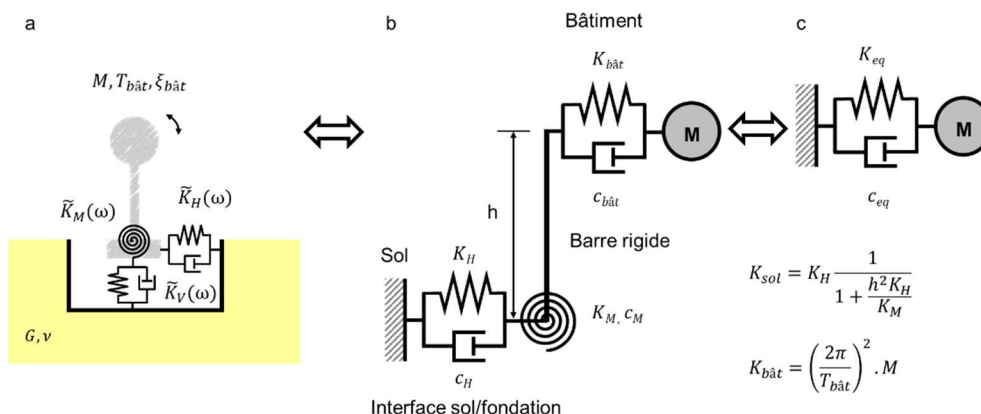 a
M, T_bât, ξ_bât
K̃_M(ω)
K̃_H(ω)
K̃_V(ω)
G, ν
b
Bâtiment
K_bât
M
c_bât
h
Barre rigide
Sol
K_H
K_M, c_M
c_H
Interface sol/fondation
c
K_eq
M
c_eq
K_sol = K_H 1 / (1 + h²K_H / K_M)
K_bât = (2π / T_bât)² . M